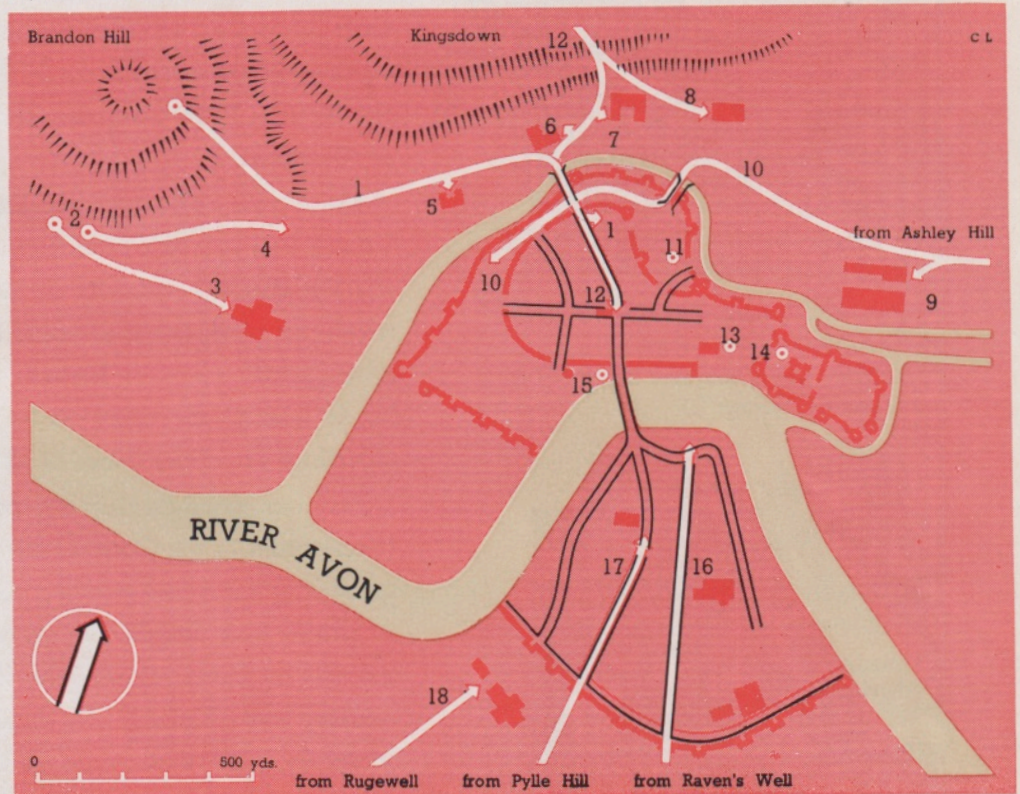 Brandon Hill
Kingsdown
12
C L
8
6
7
10
1
5
2
4
from Ashley Hill
1
11
3
10
9
12
13
14
15
RIVER AVON
17
16
18
0 500 yds.
from Rugewell
from Pylle Hill
from Raven's Well